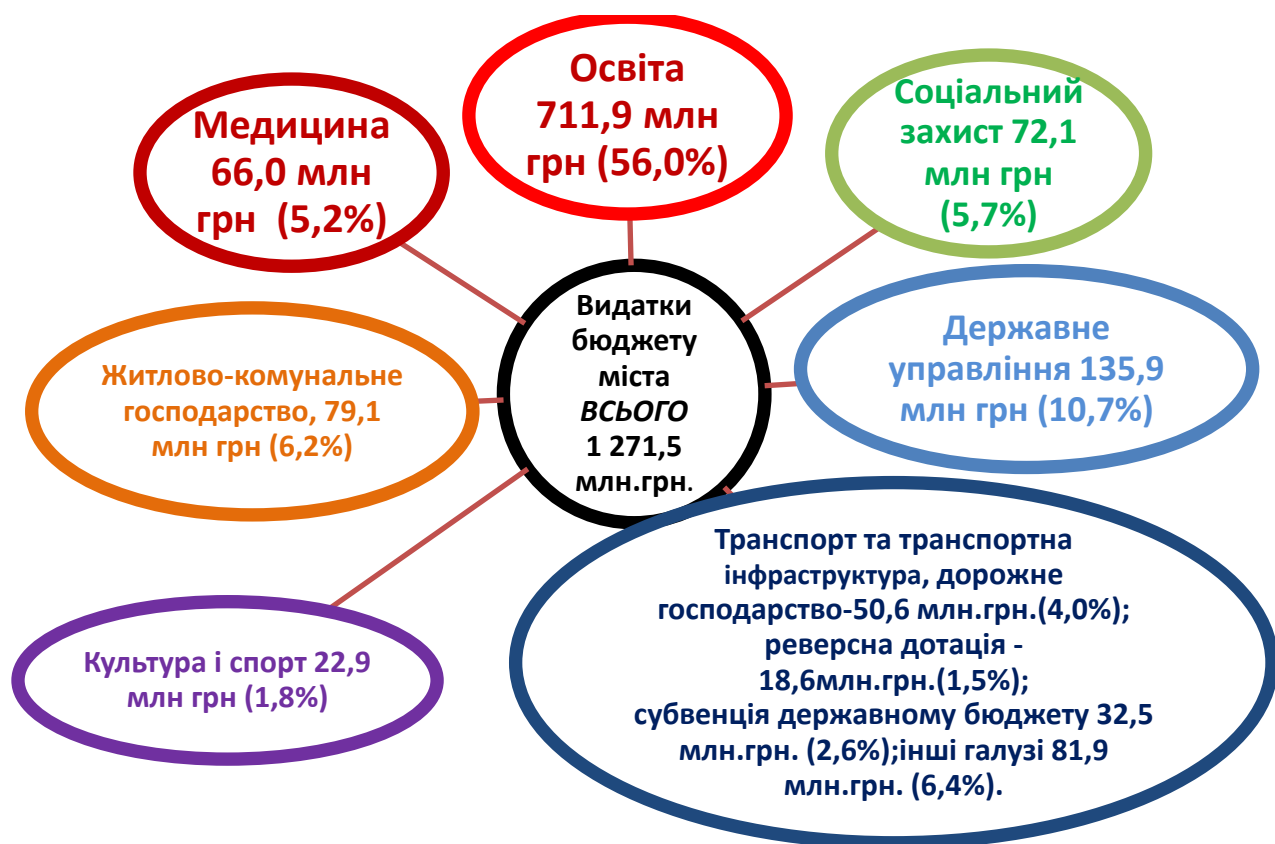 Освіта
711,9 млн
грн (56,0%)
Медицина
66,0 млн
грн  (5,2%)
Соціальний
захист 72,1
млн грн
(5,7%)
Видатки
бюджету
міста
ВСЬОГО
1 271,5
млн.грн.
Державне
управління 135,9
млн грн (10,7%)
Житлово-комунальне
господарство, 79,1
млн грн (6,2%)
Транспорт та транспортна
інфраструктура, дорожне
господарство-50,6 млн.грн.(4,0%);
реверсна дотація -
18,6млн.грн.(1,5%);
субвенція державному бюджету 32,5
млн.грн. (2,6%);інші галузі 81,9
млн.грн. (6,4%).
Культура і спорт 22,9
млн грн (1,8%)